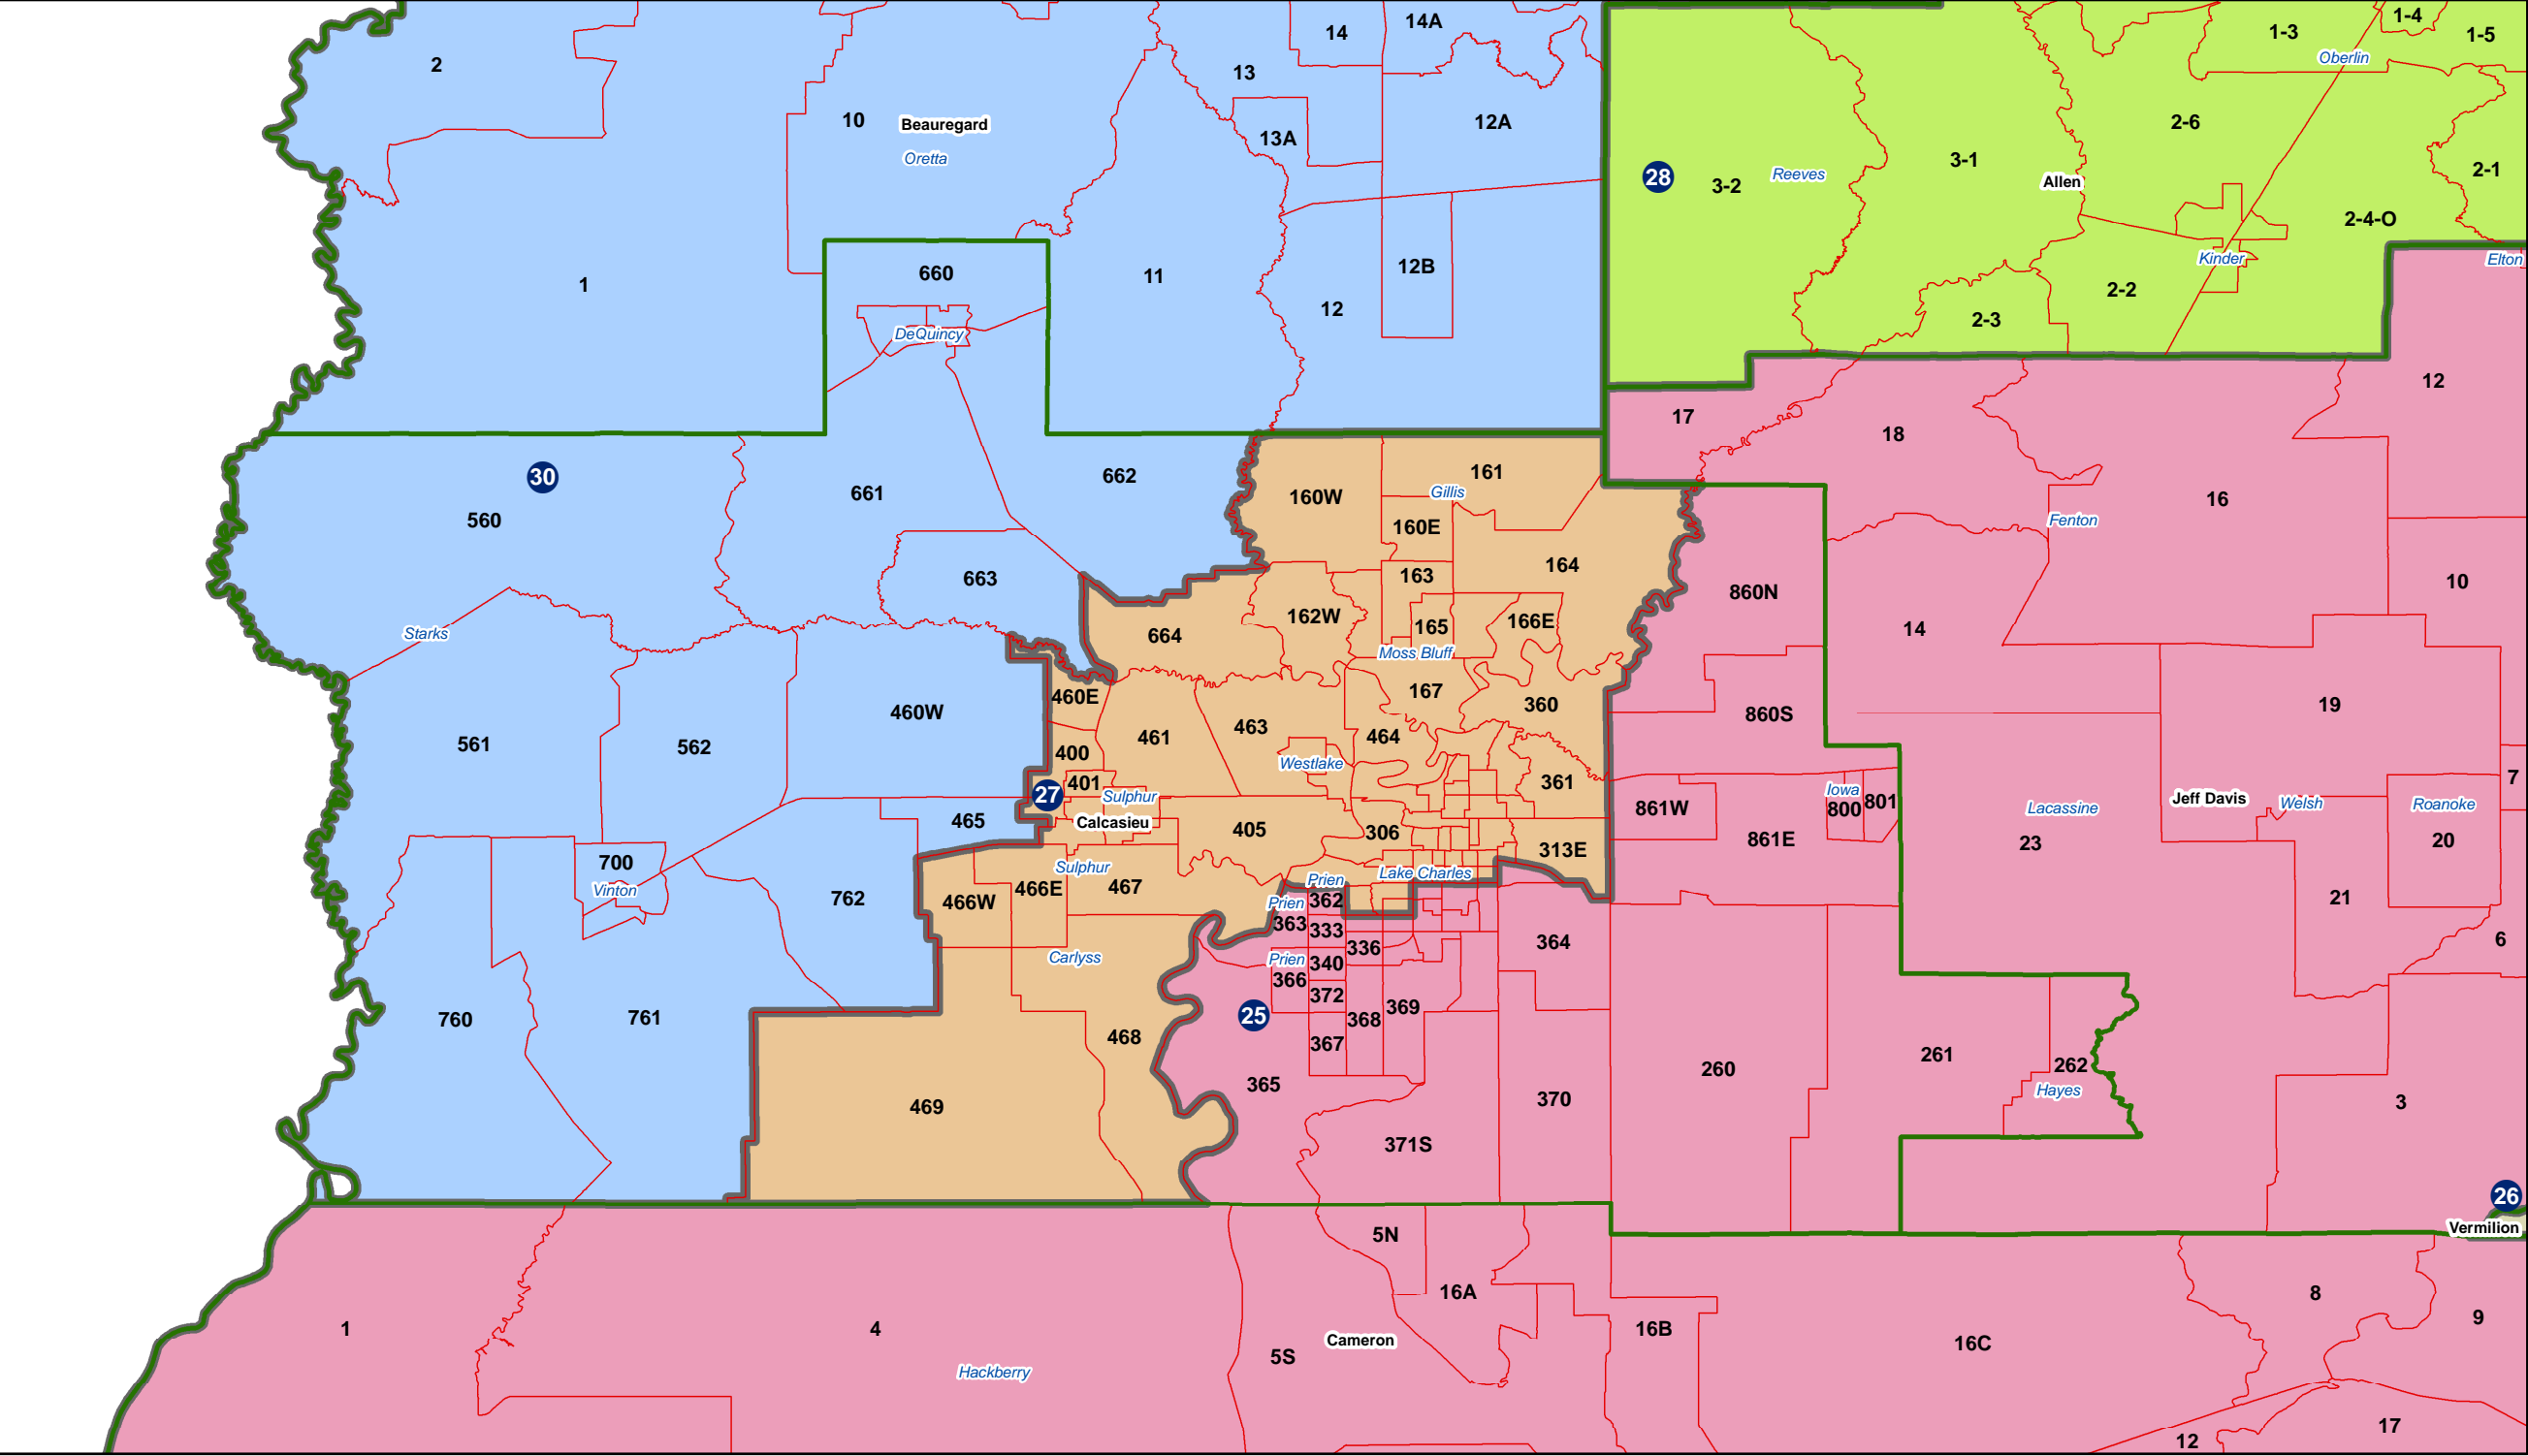 2
14
14A
1-3
1-4
1-5
Oberlin
13
10
Beauregard
Oretta
13A
12A
2-6
28
3-2
Reeves
3-1
Allen
2-1
2-4-O
Kinder
Elton
1
660
11
12B
12
2-2
2-3
DeQuincy
12
17
18
30
560
661
662
160W
161
Gillis
160E
16
Fenton
663
163
164
860N
10
Starks
664
162W
165
166E
Moss Bluff
14
460E
167
360
460W
561
562
461
463
464
860S
19
400
Westlake
401
361
7
27
Sulphur
Calcasieu
465
405
306
861W
Iowa
800
801
Lacassine
Jeff Davis
Welsh
Roanoke
861E
23
20
313E
700
Vinton
Sulphur
Lake Charles
466W
466E
467
762
Prien
362
Prien
363
333
21
364
336
6
Carlyss
Prien
340
366
372
369
25
368
760
761
468
367
365
260
261
262
Hayes
469
370
3
371S
26
Vermilion
5N
16A
8
9
1
4
Hackberry
5S
Cameron
16B
16C
17
12